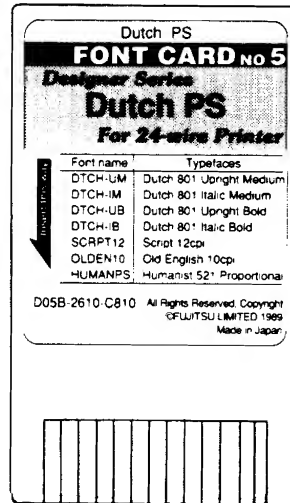 Dutch PS
FONT CARD NO 5
Designer Series
Dutch PS
For 24-wire Printer
Insert this way
Font name Typefaces
DTCH-UM Dutch 801 Upright Medium
DTCH-IM Dutch 801 Italic Medium
DTCH-UB Dutch 801 Upright Bold
DTCH-IB Dutch 801 Italic Bold
SCRPT12 Script 12cpi
OLDEN10 Old English 10cpi
HUMANPS Humanist 521 Proportional
D05B-2610-C810 All Rights Reserved. Copyright
©FUJITSU LIMITED 1989
Made in Japan